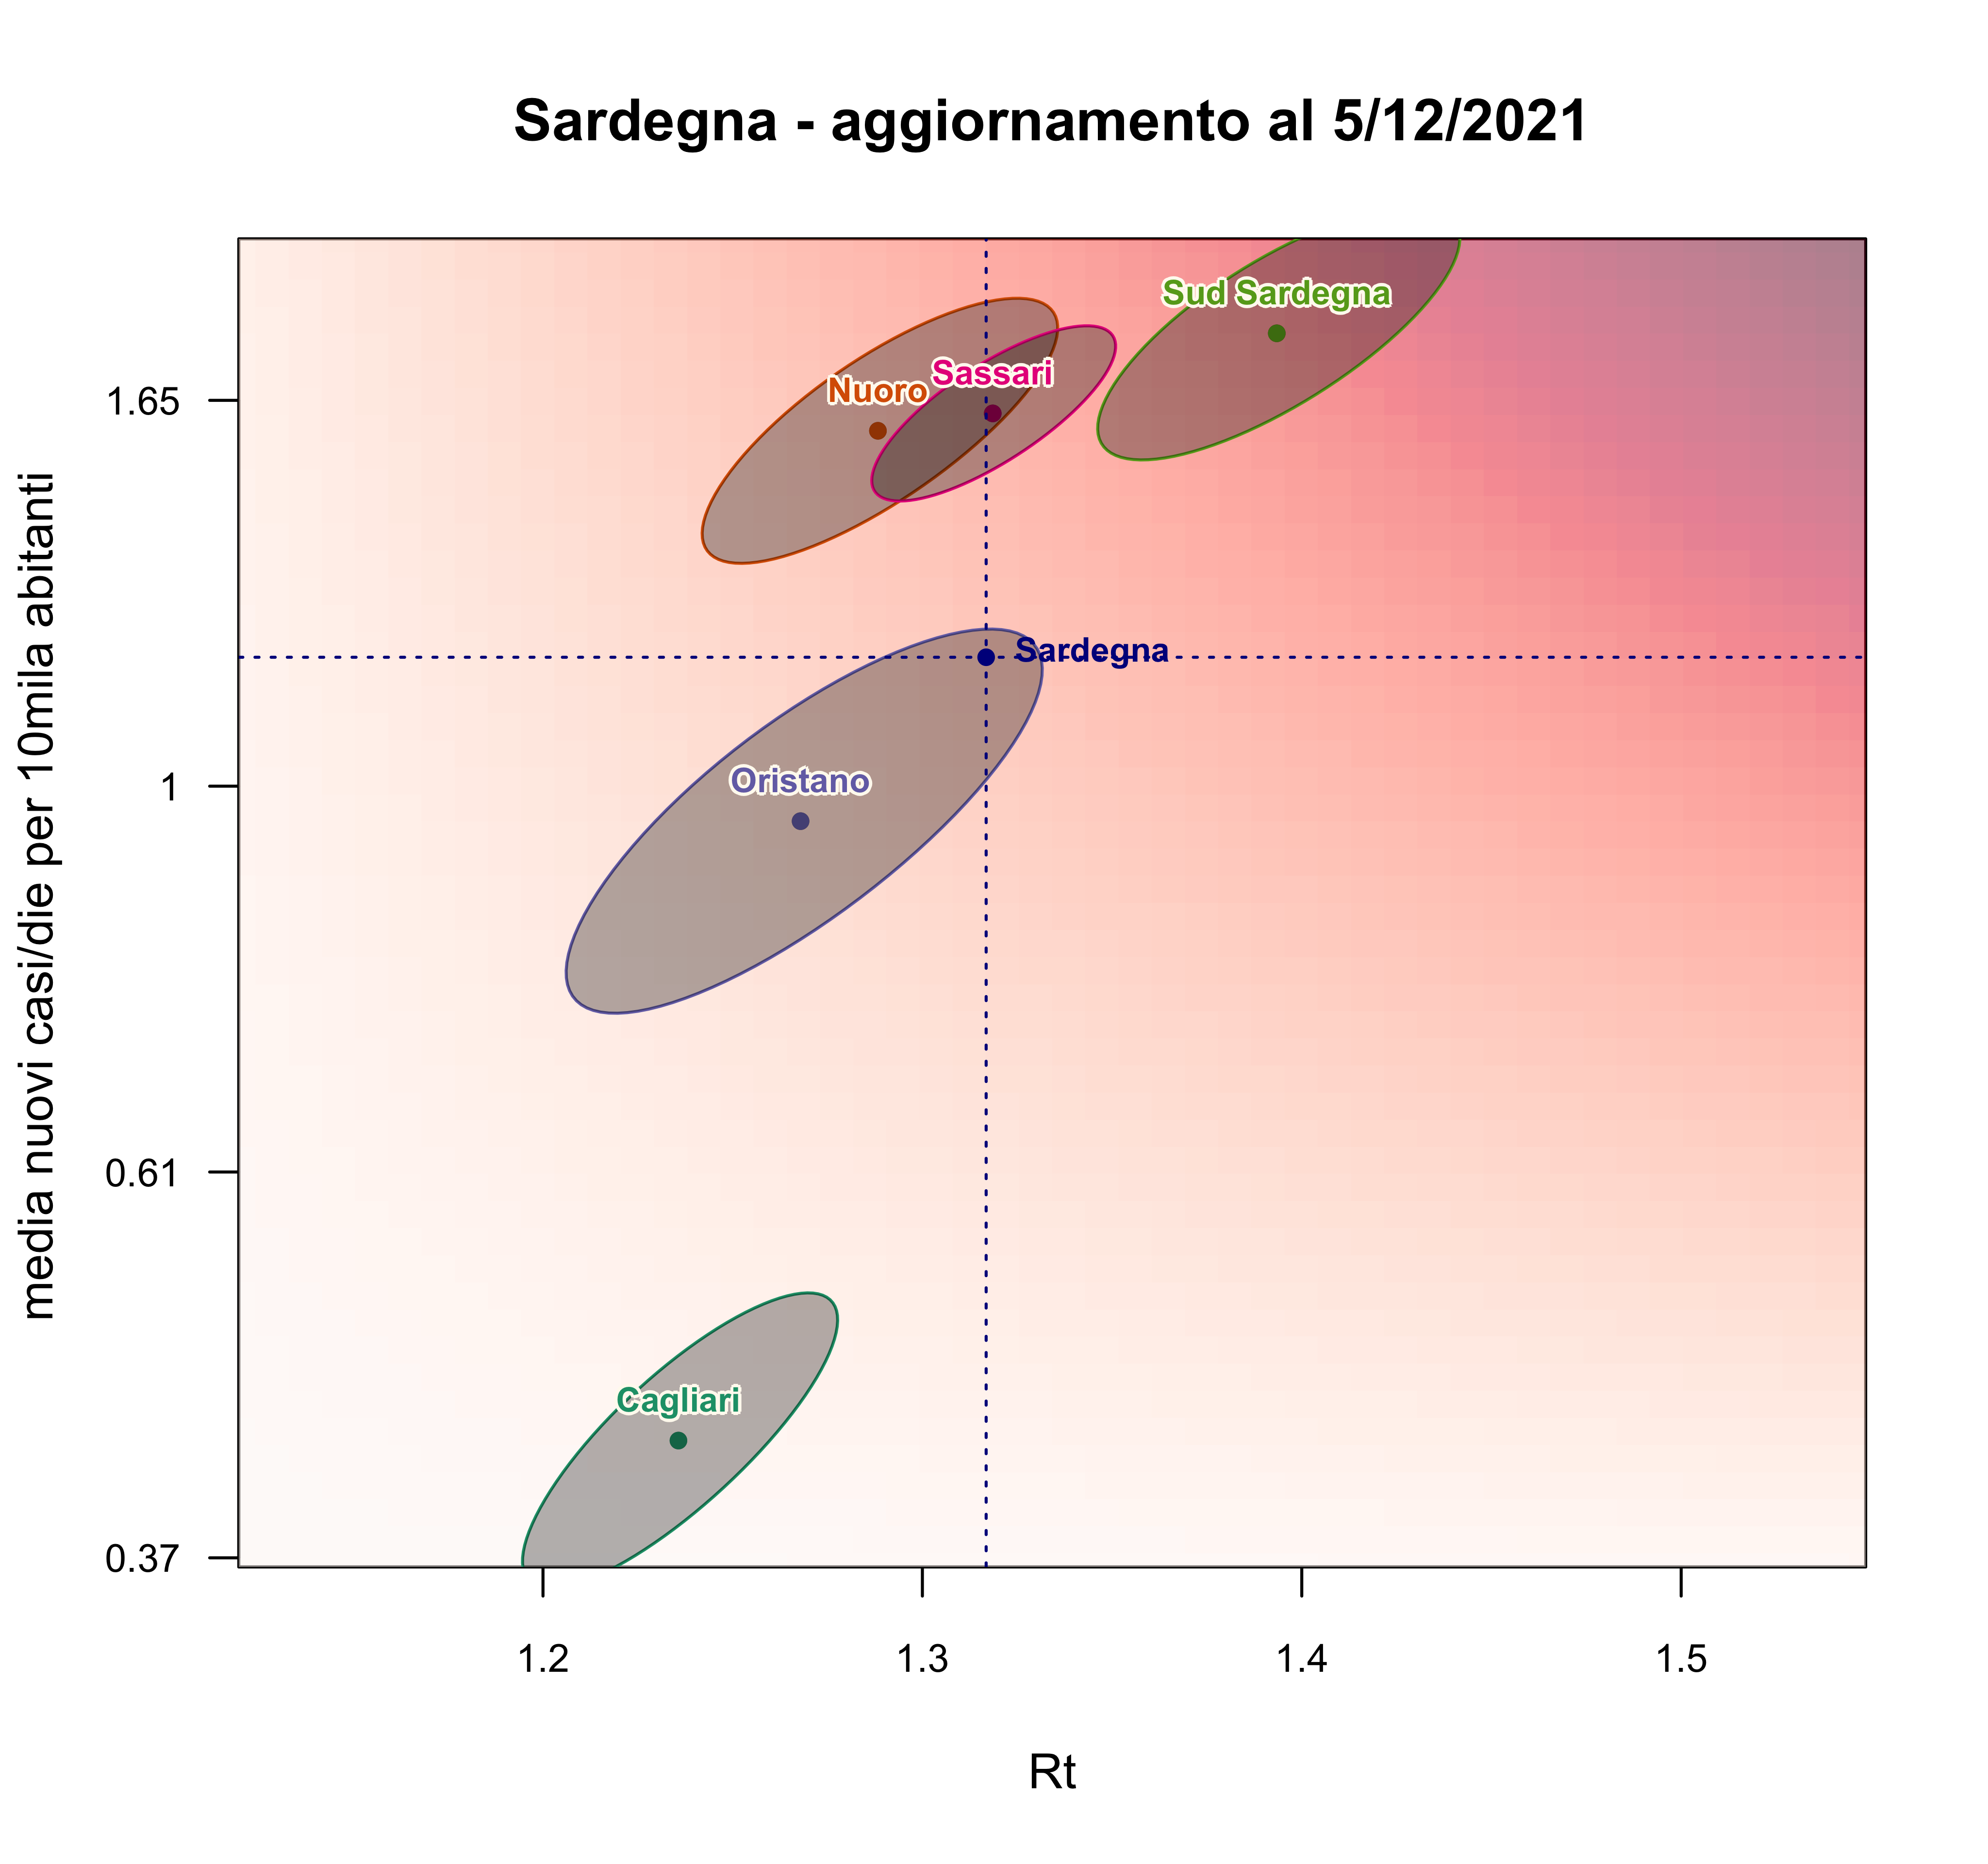 Sardegna - aggiornamento al 5/12/2021
media nuovi casi/die per 10mila abitanti
1.65
1
0.61
0.37
Sud Sardegna
Sassari
Nuoro
Sardegna
Oristano
Cagliari
1.2
1.3
1.4
1.5
Rt